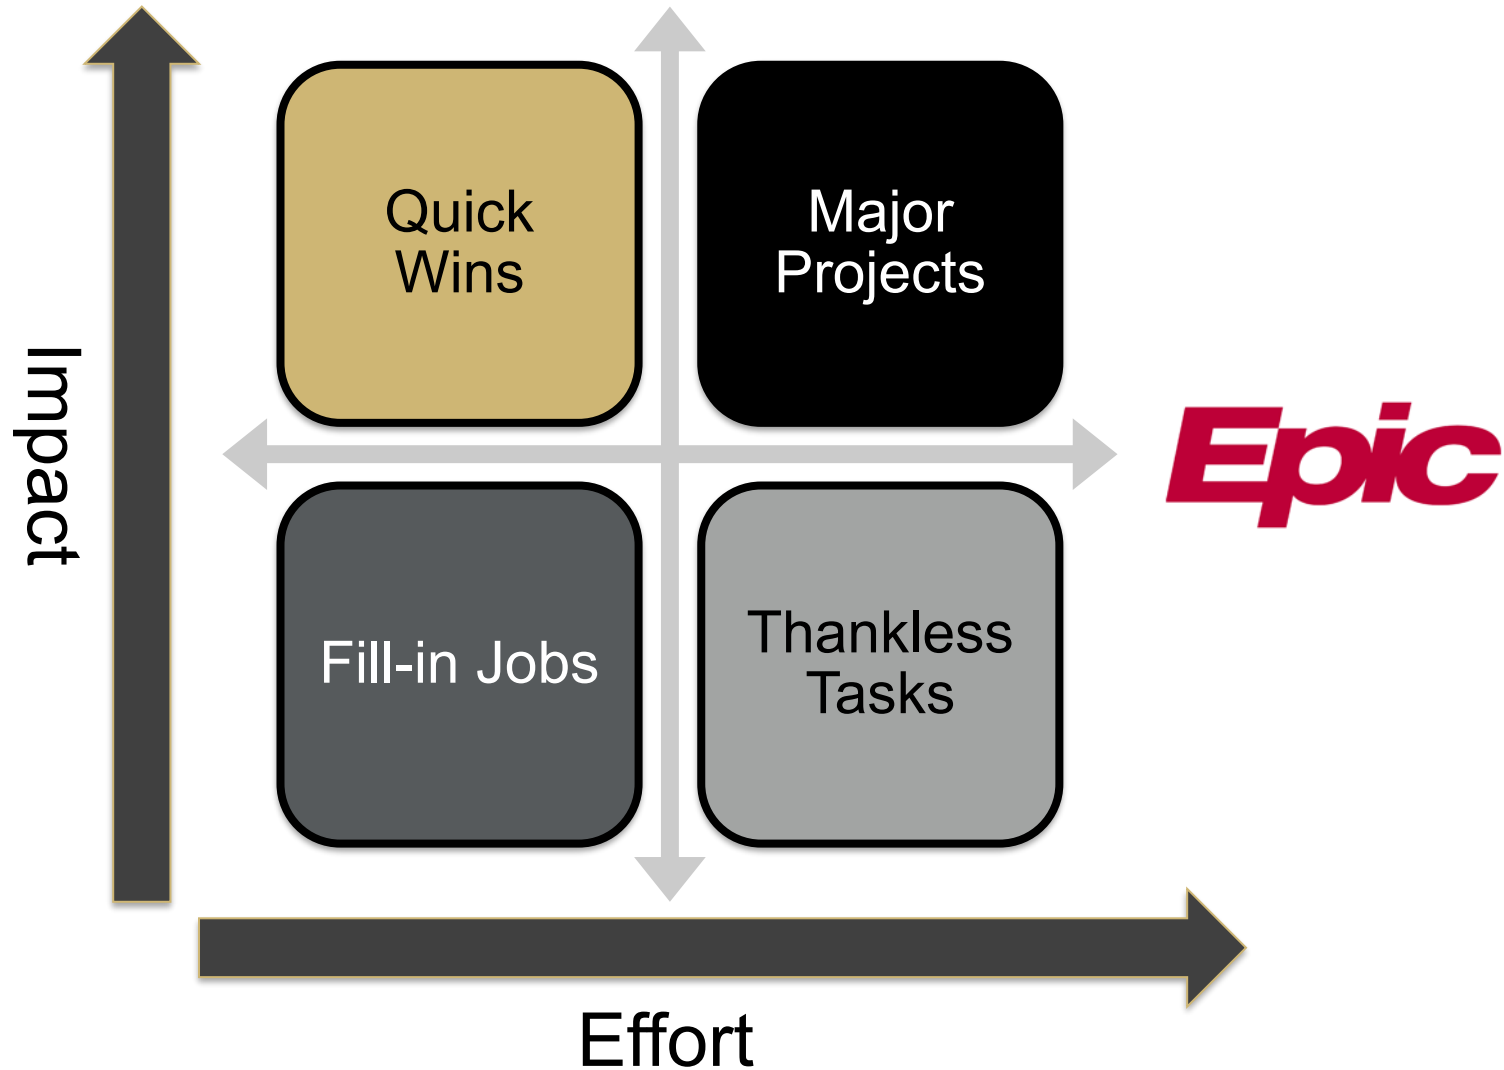 Quick
Wins
Major
Projects
Impact
Epic
Fill-in Jobs
Thankless
Tasks
Effort